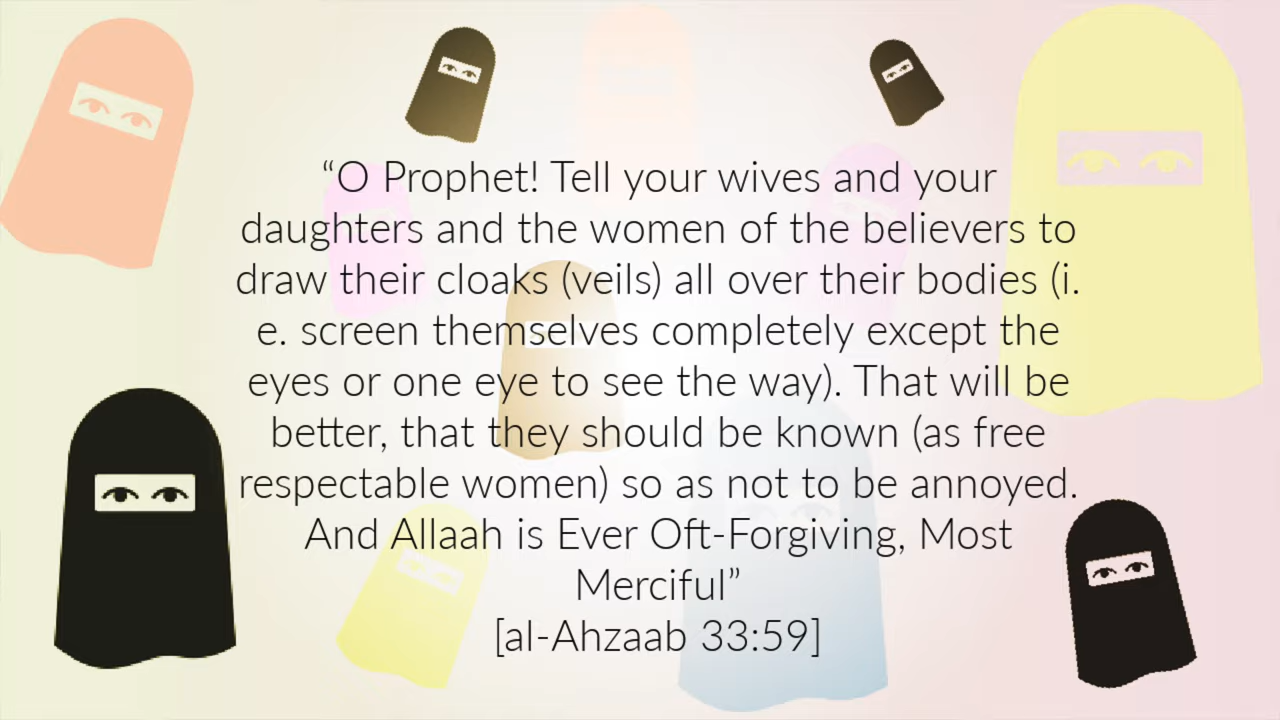 “O Prophet! Tell your wives and your
daughters and the women of the believers to
draw their cloaks (veils) all over their bodies (i.
e. screen themselves completely except the
eyes or one eye to see the way). That will be
better, that they should be known (as free
respectable women) so as not to be annoyed.
And Allaah is Ever Oft-Forgiving, Most
Merciful”
[al-Ahzaab 33:59]